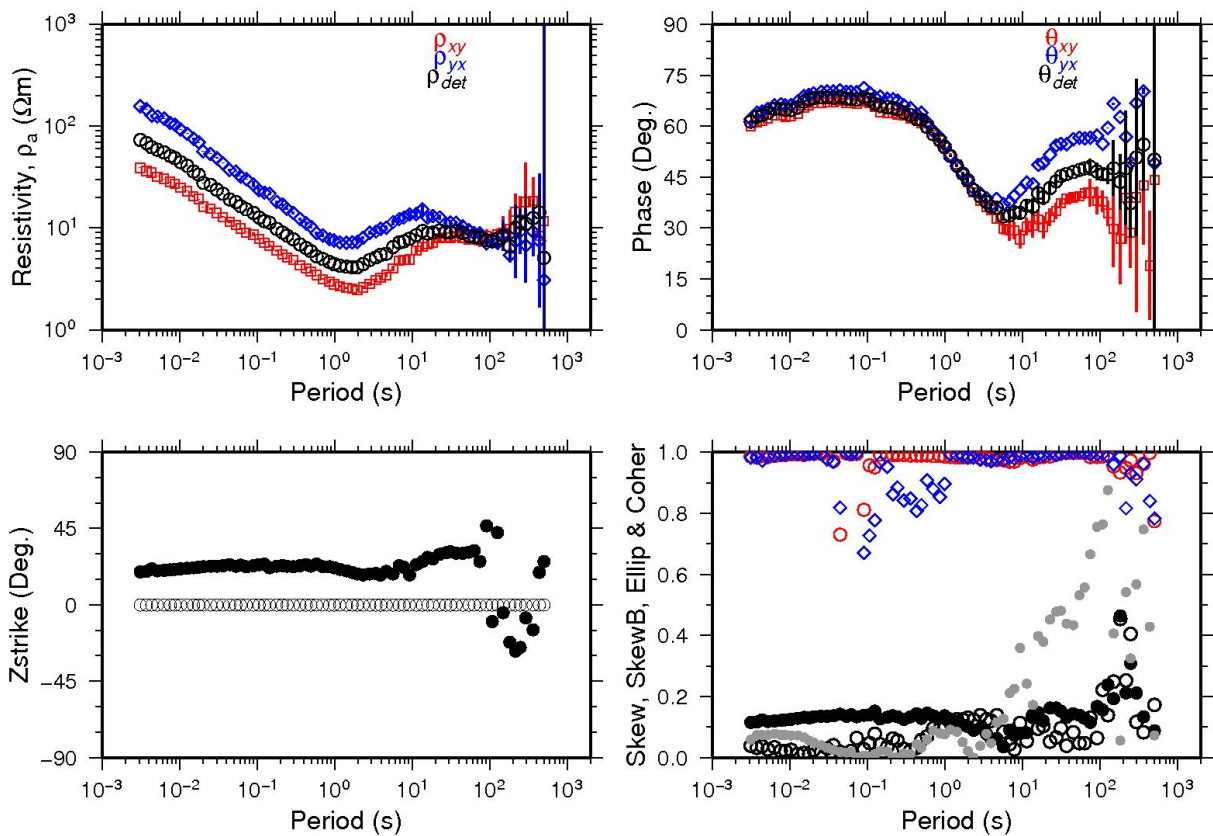 Resistivity, ρa (Ωm)
10³
10²
10¹
10⁰
ρxy
ρyx
ρdet
10⁻³ 10⁻² 10⁻¹ 10⁰ 10¹ 10² 10³
Period (s)
Phase (Deg.)
90
75
60
45
30
15
0
θxy
θyx
θdet
10⁻³ 10⁻² 10⁻¹ 10⁰ 10¹ 10² 10³
Period (s)
Zstrike (Deg.)
90
45
0
−45
−90
10⁻³ 10⁻² 10⁻¹ 10⁰ 10¹ 10² 10³
Period (s)
Skew, SkewB, Ellip & Coher
1.0
0.8
0.6
0.4
0.2
0.0
10⁻³ 10⁻² 10⁻¹ 10⁰ 10¹ 10² 10³
Period (s)